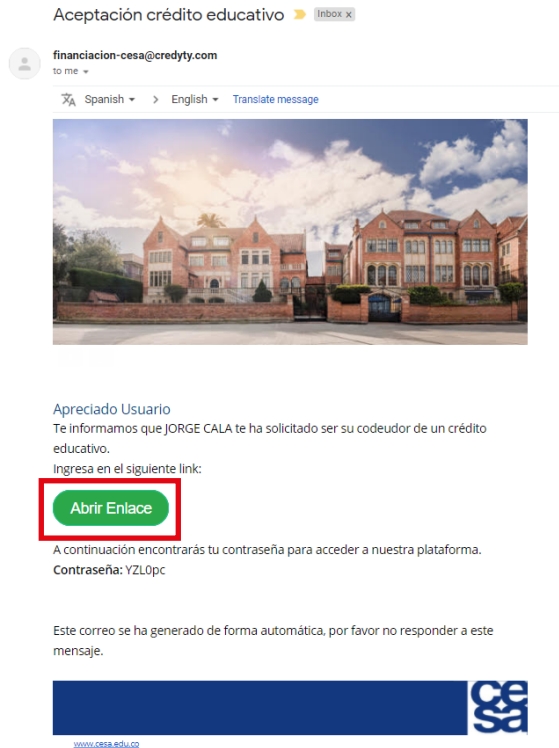 Aceptación crédito educativo
Inbox x
financiacion-cesa@credyty.com
to me
Spanish > English Translate message
Apreciado Usuario
Te informamos que JORGE CALA te ha solicitado ser su codeudor de un crédito
educativo.
Ingresa en el siguiente link:
Abrir Enlace
A continuación encontrarás tu contraseña para acceder a nuestra plataforma.
Contraseña: YZL0pc
Este correo se ha generado de forma automática, por favor no responder a este
mensaje.
ce
sa
www.cesa.edu.co